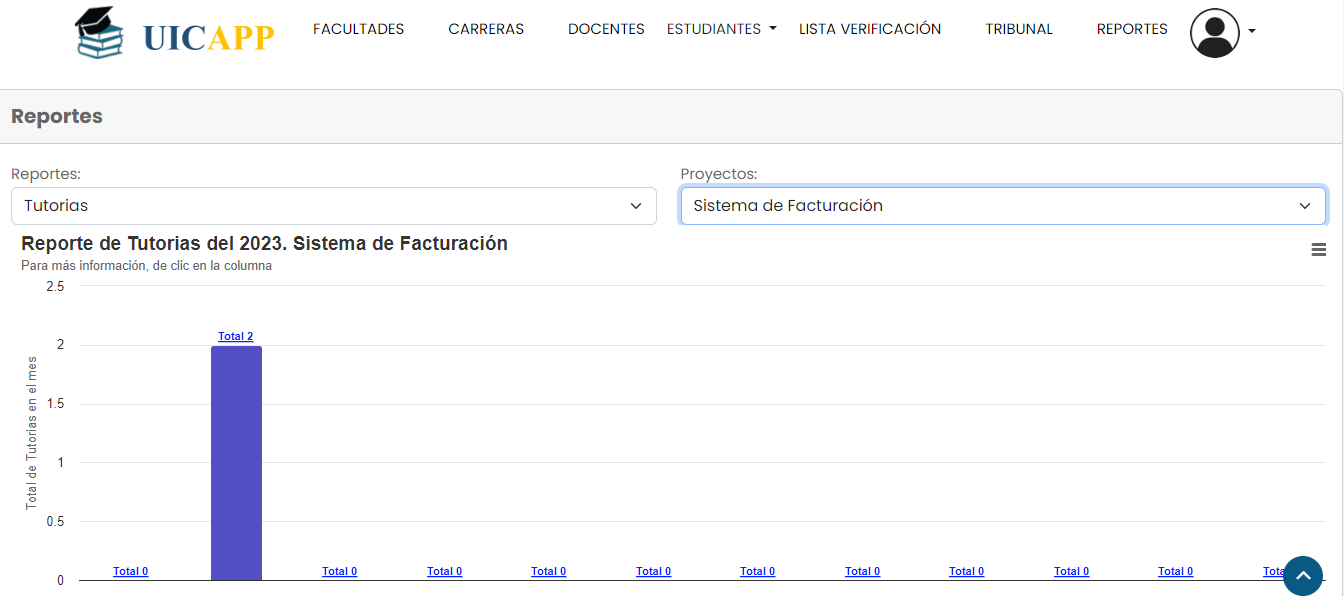 UICAPP FACULTADES CARRERAS DOCENTES ESTUDIANTES LISTA VERIFICACIÓN TRIBUNAL REPORTES
Reportes
Reportes: Proyectos:
Tutorias Sistema de Facturación
Reporte de Tutorias del 2023. Sistema de Facturación
Para más información, de clic en la columna
2.5
Total 2
2
Total de Tutorias en el mes
1.5
1
0.5
Total 0 Total 0 Total 0 Total 0 Total 0 Total 0 Total 0 Total 0 Total 0 Total 0
0